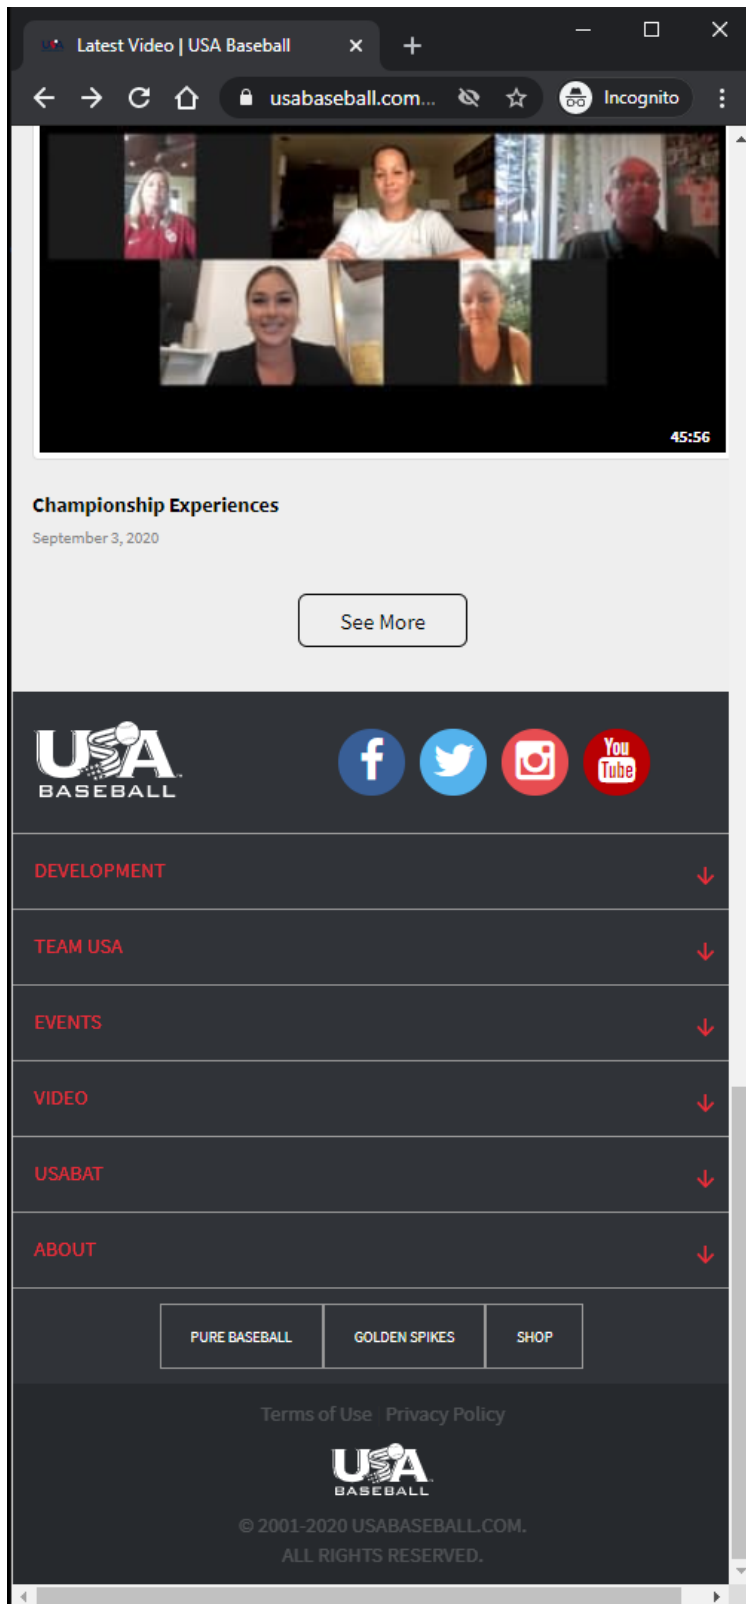 Latest Video | USA Baseball
usabaseball.com...
Incognito
45:56
Championship Experiences
September 3, 2020
See More
USA
BASEBALL
You
Tube
DEVELOPMENT
TEAM USA
EVENTS
VIDEO
USABAT
ABOUT
PURE BASEBALL
GOLDEN SPIKES
SHOP
Terms of Use | Privacy Policy
USA
BASEBALL
© 2001-2020 USABASEBALL.COM.
ALL RIGHTS RESERVED.